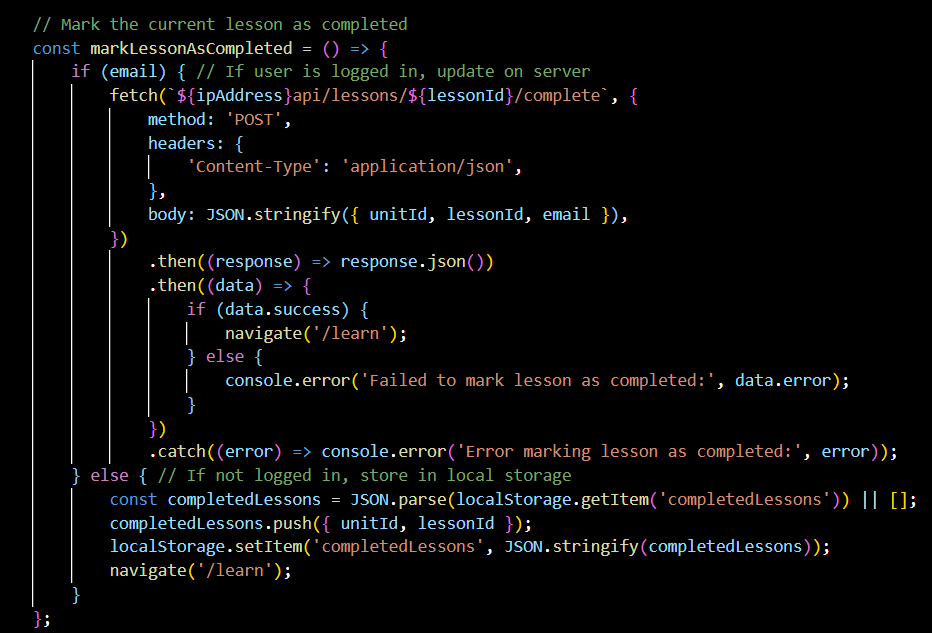 // Mark the current lesson as completed
const markLessonAsCompleted = () => {
    if (email) { // If user is logged in, update on server
        fetch(`${ipAddress}api/lessons/${lessonId}/complete`, {
            method: 'POST',
            headers: {
                'Content-Type': 'application/json',
            },
            body: JSON.stringify({ unitId, lessonId, email }),
        })
            .then((response) => response.json())
            .then((data) => {
                if (data.success) {
                    navigate('/learn');
                } else {
                    console.error('Failed to mark lesson as completed:', data.error);
                }
            })
            .catch((error) => console.error('Error marking lesson as completed:', error));
    } else { // If not logged in, store in local storage
        const completedLessons = JSON.parse(localStorage.getItem('completedLessons')) || [];
        completedLessons.push({ unitId, lessonId });
        localStorage.setItem('completedLessons', JSON.stringify(completedLessons));
        navigate('/learn');
    }
};